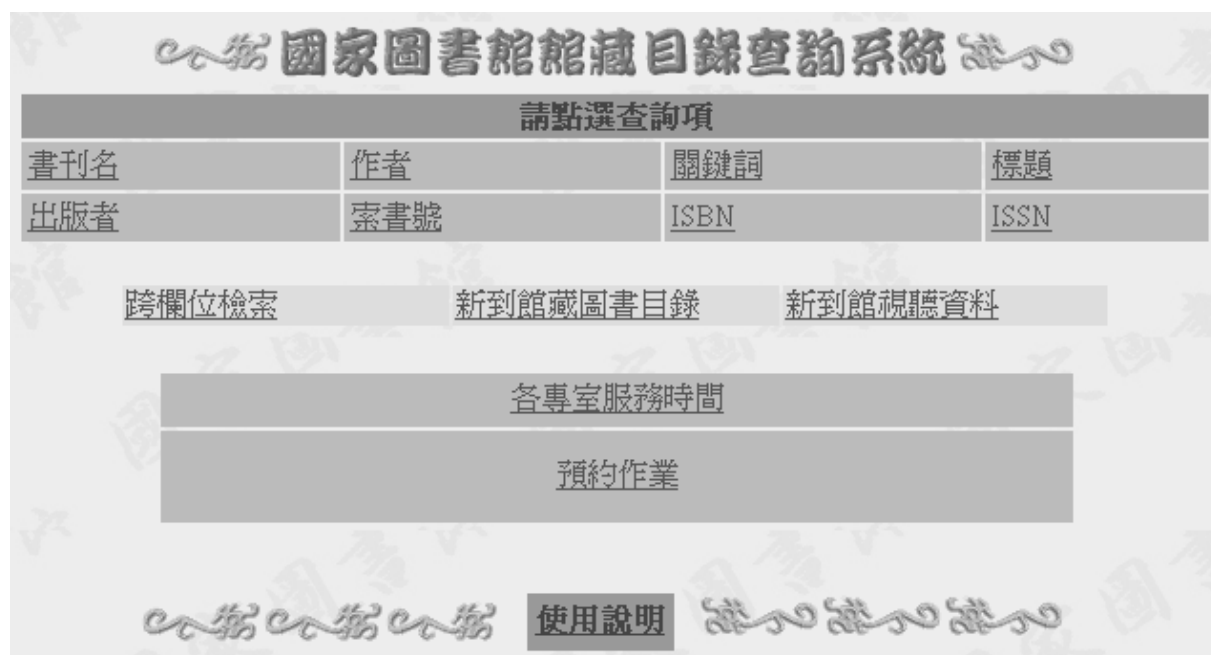 國家圖書館館藏目錄查詢系統
請點選查詢項
書刊名 作者 關鍵詞 標題
出版者 索書號 ISBN ISSN
跨欄位檢索 新到館藏圖書目錄 新到館視聽資料
各專室服務時間
預約作業
使用說明